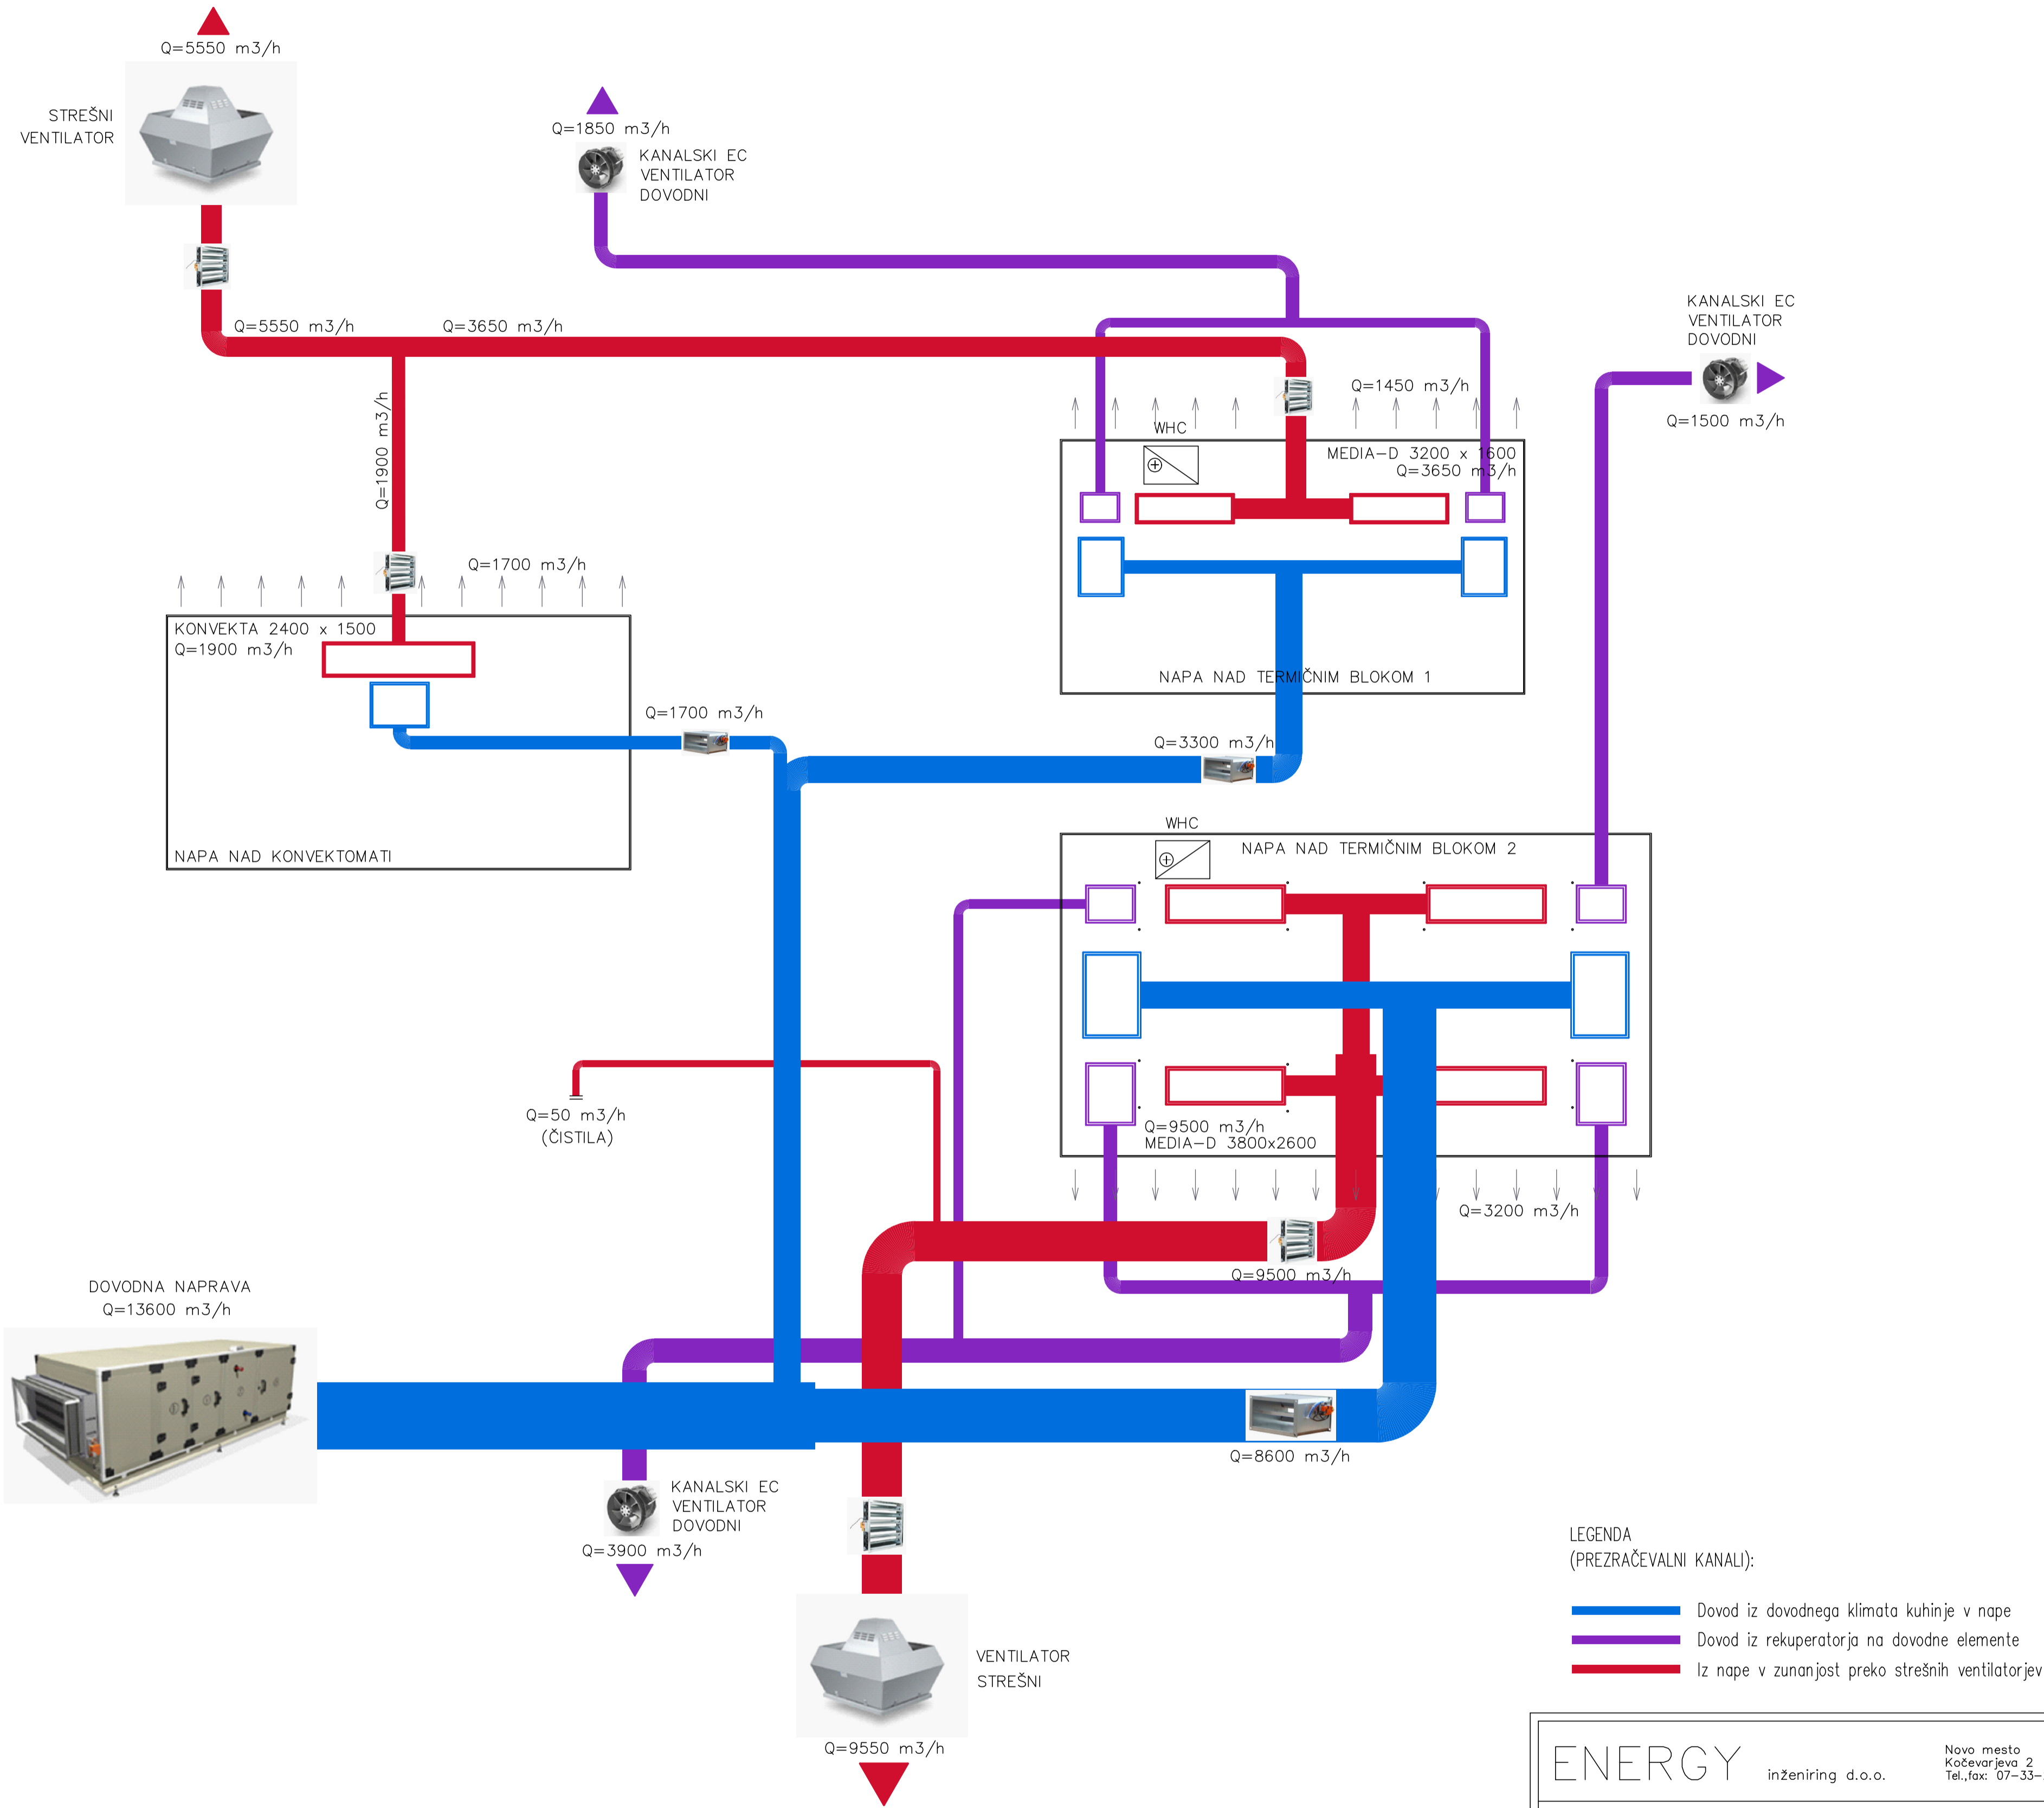 Q=5550 m3/h
STREŠNI
VENTILATOR
Q=1850 m3/h
KANALSKI EC
VENTILATOR
DOVODNI
KANALSKI EC
VENTILATOR
DOVODNI
Q=1500 m3/h
Q=5550 m3/h
Q=3650 m3/h
Q=1900 m3/h
Q=1450 m3/h
WHC
MEDIA-D 3200 x 1600
Q=3650 m3/h
NAPA NAD TERMIČNIM BLOKOM 1
Q=1700 m3/h
KONVEKTA 2400 x 1500
Q=1900 m3/h
NAPA NAD KONVEKTOMATI
Q=1700 m3/h
Q=3300 m3/h
WHC
NAPA NAD TERMIČNIM BLOKOM 2
Q=9500 m3/h
MEDIA-D 3800x2600
Q=3200 m3/h
Q=50 m3/h
(ČISTILA)
Q=9500 m3/h
DOVODNA NAPRAVA
Q=13600 m3/h
Q=8600 m3/h
KANALSKI EC
VENTILATOR
DOVODNI
Q=3900 m3/h
VENTILATOR
STREŠNI
Q=9550 m3/h
LEGENDA
(PREZRAČEVALNI KANALI):
Dovod iz dovodnega klimata kuhinje v nape
Dovod iz rekuperatorja na dovodne elemente
Iz nape v zunanjost preko strešnih ventilatorjev
ENERGY inženiring d.o.o.
Novo mesto
Kočevarjeva 2
Tel.,fax: 07-33-